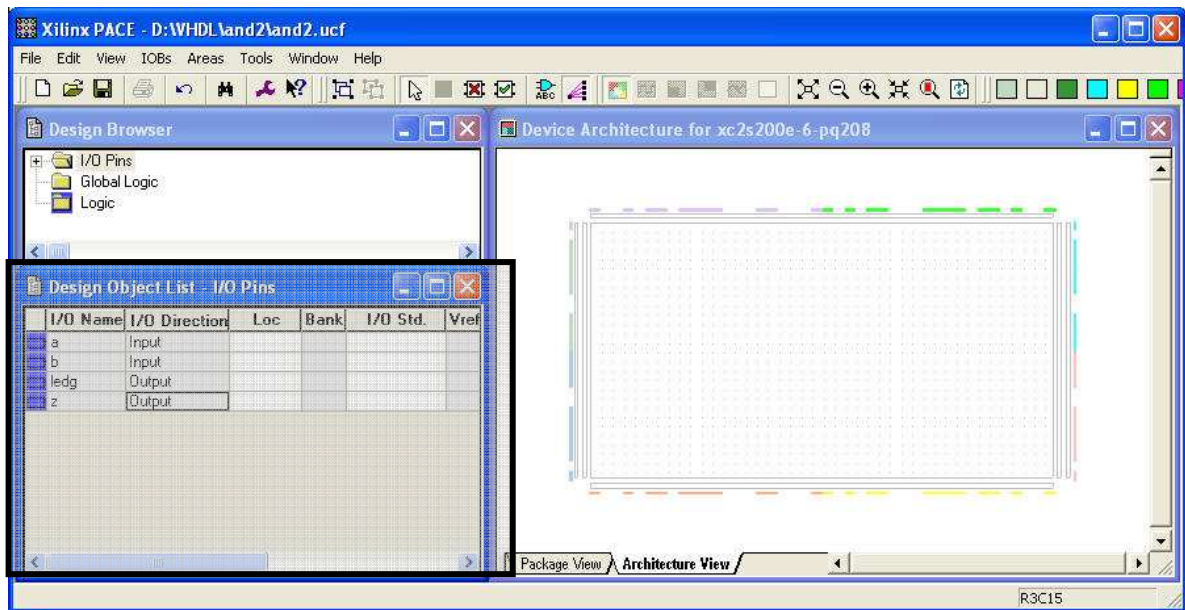 Xilinx PACE - D:\WHDL\and2\and2.ucf
File Edit View IOBs Areas Tools Window Help
ABC
Design Browser
I/O Pins
Global Logic
Logic
Design Object List - I/O Pins
I/O Name I/O Direction Loc Bank I/O Std. Vref
a Input
b Input
ledg Output
z Output
Device Architecture for xc2s200e-6-pq208
Package View Architecture View
R3C15